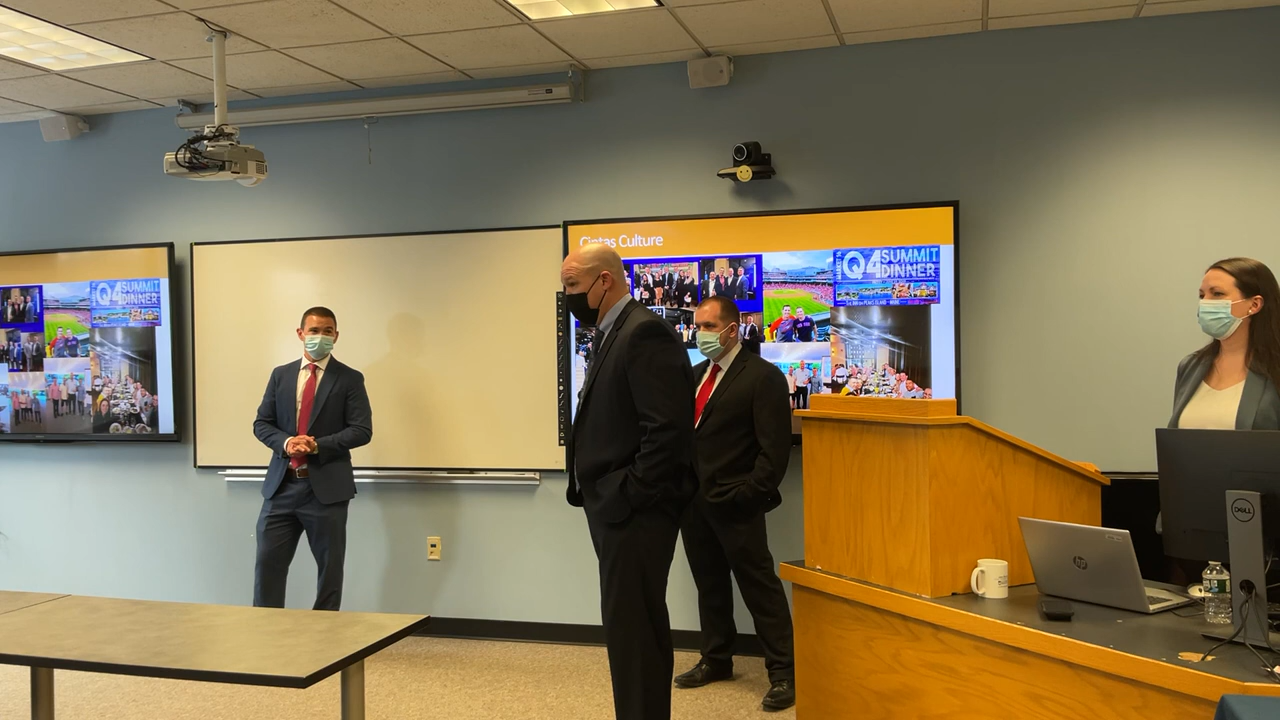 Cintas Culture
Q4 SUMMIT
DINNER
Q4 SUMMIT
DINNER
DELL
hp